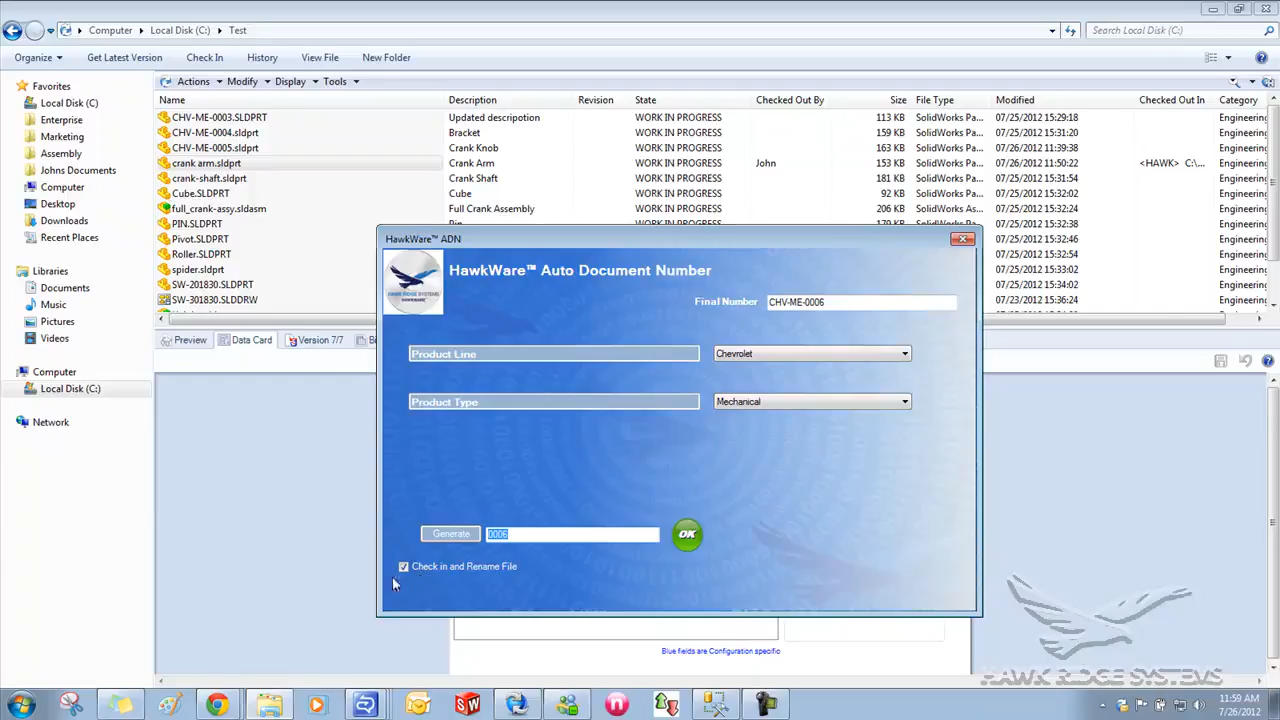 Computer ▸ Local Disk (C:) ▸ Test
Search Local Disk (C:)
Organize Get Latest Version Check In History View File New Folder
Favorites
Local Disk (C)
Enterprise
Marketing
Assembly
Johns Documents
Computer
Desktop
Downloads
Recent Places
Libraries
Documents
Music
Pictures
Videos
Computer
Local Disk (C:)
Network
Actions Modify Display Tools
Name Description Revision State Checked Out By Size File Type Modified Checked Out In Category
CHV-ME-0003.SLDPRT Updated descripotion WORK IN PROGRESS 113 KB SolidWorks Pa... 07/25/2012 15:29:18 Engineering
CHV-ME-0004.sldprt Bracket WORK IN PROGRESS 159 KB SolidWorks Pa... 07/25/2012 15:31:20 Engineering
CHV-ME-0005.sldprt Crank Knob WORK IN PROGRESS 163 KB SolidWorks Pa... 07/26/2012 11:39:38 Engineering
crank arm.sldprt Crank Arm WORK IN PROGRESS John 153 KB SolidWorks Pa... 07/26/2012 11:50:22 <HAWK> C:\... Engineering
crank-shaft.sldprt Crank Shaft WORK IN PROGRESS 181 KB SolidWorks Pa... 07/25/2012 15:31:54 Engineering
Cube.SLDPRT Cube WORK IN PROGRESS 92 KB SolidWorks Pa... 07/25/2012 15:32:02 Engineering
full_crank-assy.sldasm Full Crank Assembly WORK IN PROGRESS 206 KB SolidWorks As... 07/25/2012 15:32:12 Engineering
PIN.SLDPRT 07/25/2012 15:32:32 Engineering
Pivot.SLDPRT 07/25/2012 15:32:46 Engineering
Roller.SLDPRT 07/25/2012 15:32:54 Engineering
spider.sldprt 07/25/2012 15:33:02 Engineering
SW-201830.SLDPRT 07/25/2012 15:32:24 Engineering
SW-301830.SLDDRW 07/23/2012 15:36:24 Engineering
Preview Data Card Version 7/7
HawkWare™ ADN
HawkWare™ Auto Document Number
Final Number CHV-ME-0006
Product Line Chevrolet
Product Type Mechanical
Generate 0006 OK
Check in and Rename File
Blue fields are Configuration specific
HAWK RIDGE SYSTEMS
11:59 AM
7/26/2012